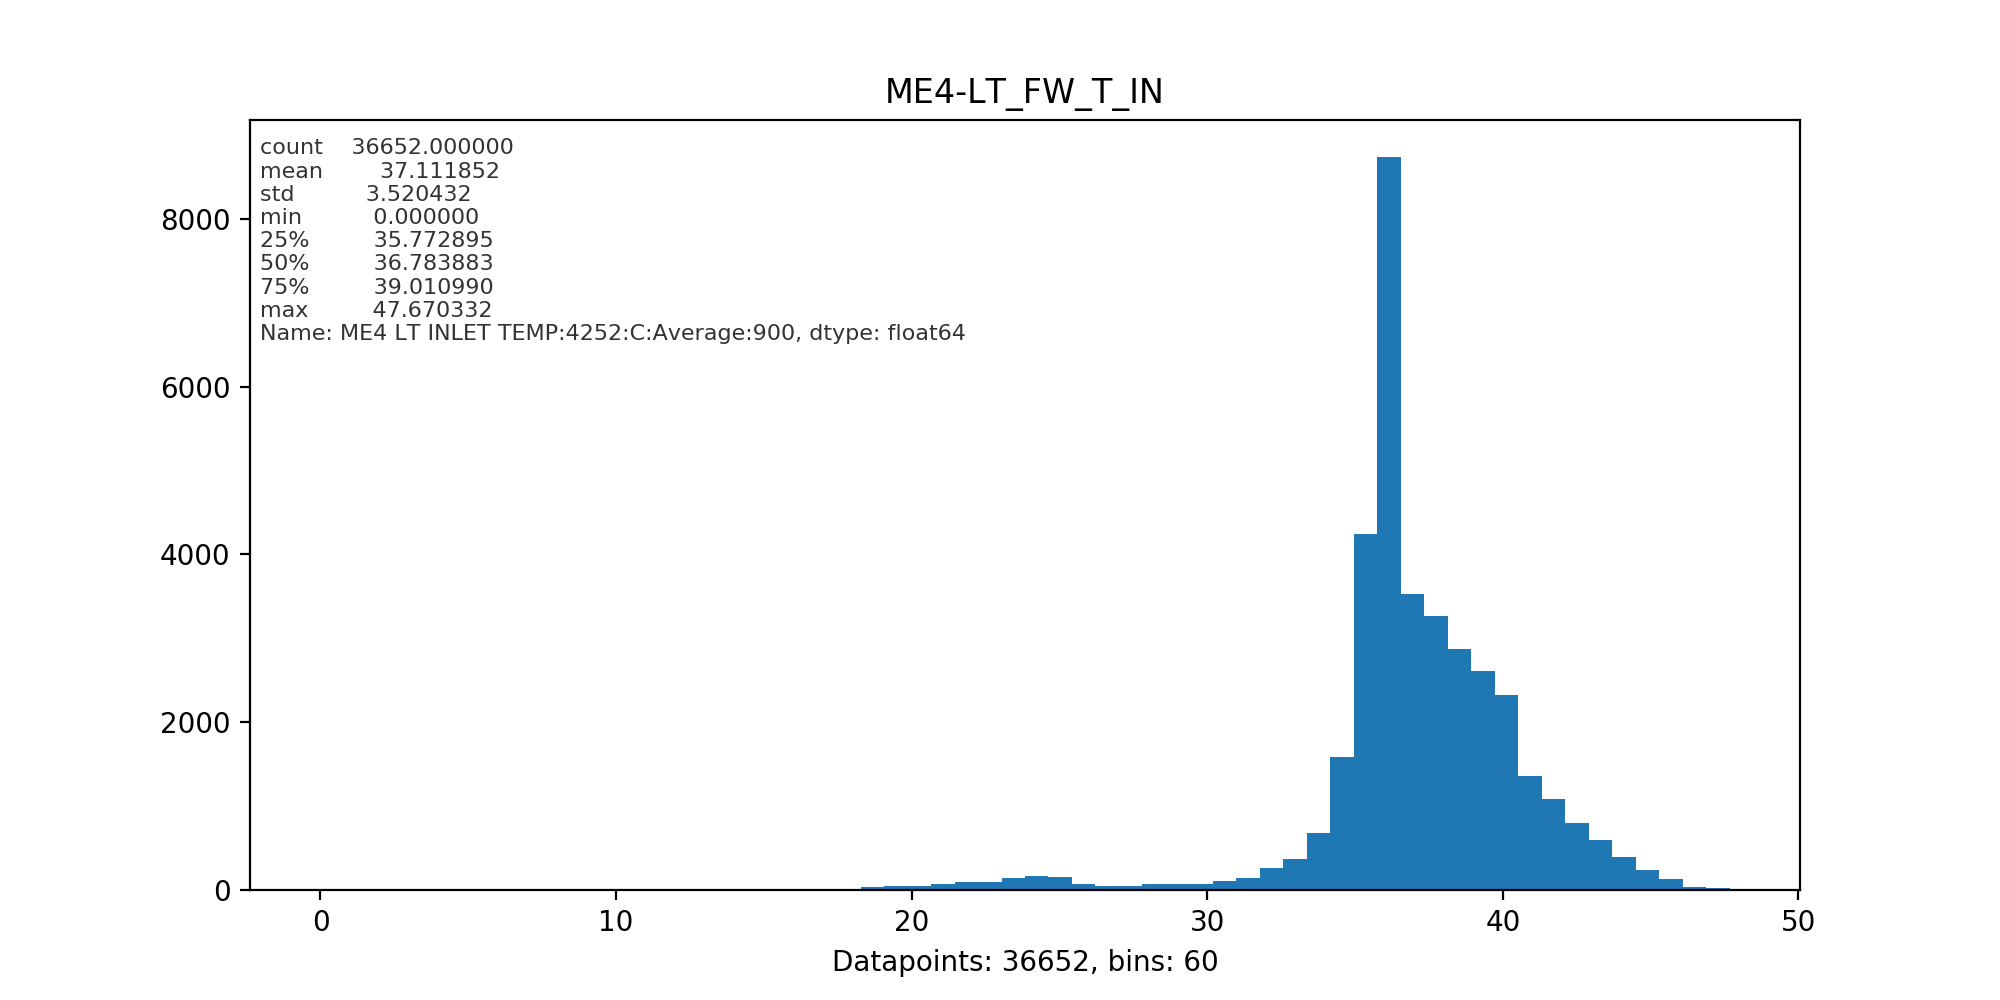 ME4-LT_FW_T_IN
count 36652.000000
mean 37.111852
std 3.520432
min 0.000000
25% 35.772895
50% 36.783883
75% 39.010990
max 47.670332
Name: ME4 LT INLET TEMP:4252:C:Average:900, dtype: float64
8000
6000
4000
2000
0
0 10 20 30 40 50
Datapoints: 36652, bins: 60